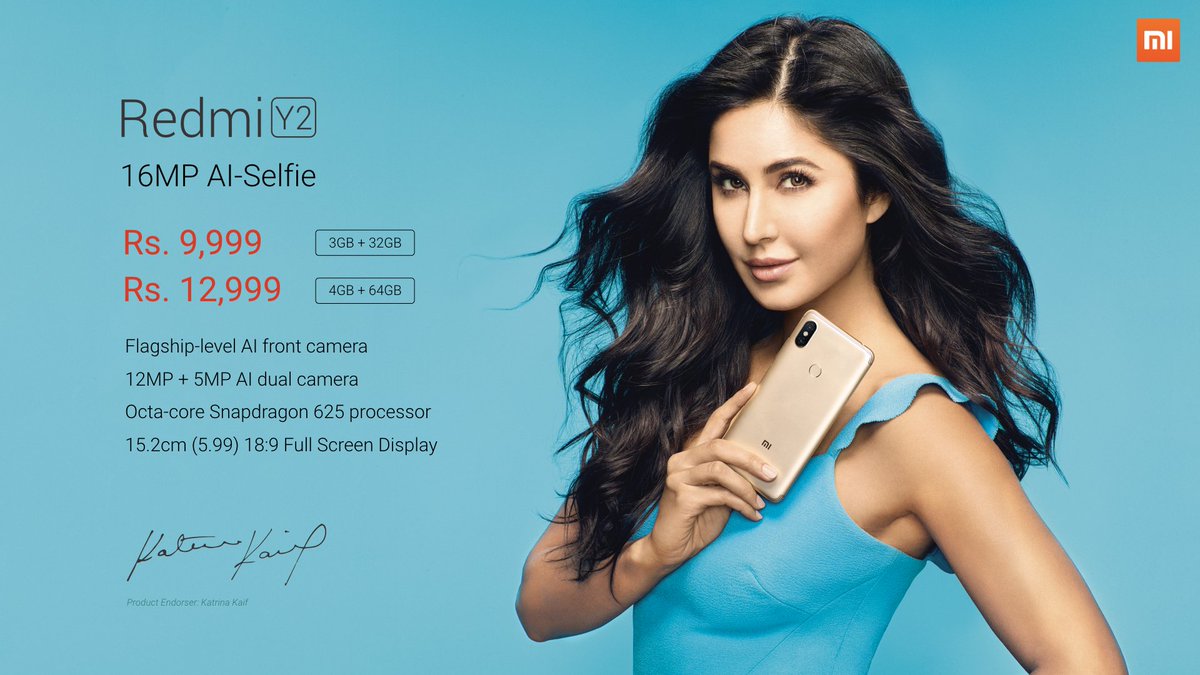 Redmi Y2
16MP AI-Selfie
Rs. 9,999 3GB + 32GB
Rs. 12,999 4GB + 64GB
Flagship-level AI front camera
12MP + 5MP AI dual camera
Octa-core Snapdragon 625 processor
15.2cm (5.99) 18:9 Full Screen Display
Katrina Kaif
Product Endorser: Katrina Kaif
mi
mi